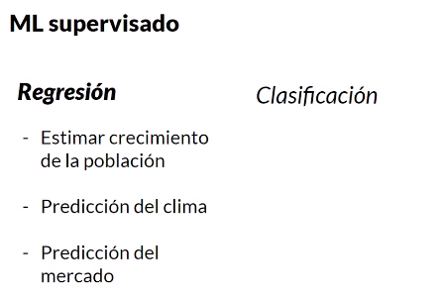 ML supervisado
Regresión
Clasificación
- Estimar crecimiento
de la población
- Predicción del clima
- Predicción del
mercado